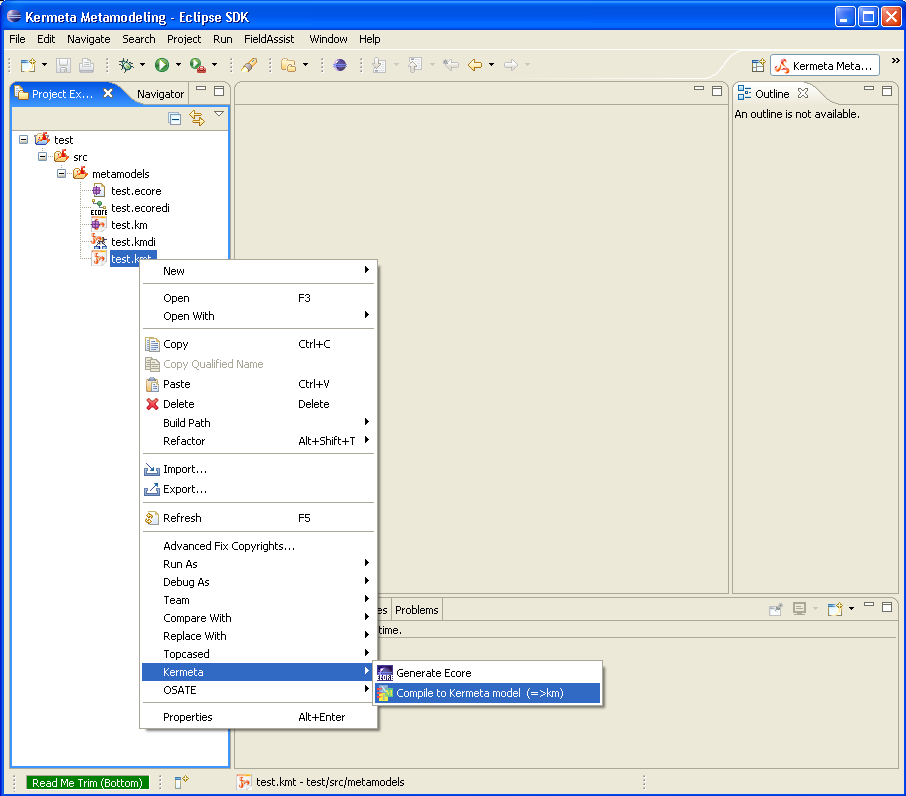 Kermeta Metamodeling - Eclipse SDK
File Edit Navigate Search Project Run FieldAssist Window Help
Kermeta Meta... »
Project Ex... Navigator
Outline
An outline is not available.
test
src
metamodels
test.ecore
ECORE
test.ecoredi
test.km
test.kmdi
test.kmt
New
Open F3
Open With
Copy Ctrl+C
Copy Qualified Name
Paste Ctrl+V
Delete Delete
Build Path
Refactor Alt+Shift+T
Import...
Export...
Refresh F5
Advanced Fix Copyrights...
Run As
Debug As
Team
Compare With
Replace With
Topcased
Kermeta
OSATE
Properties Alt+Enter
ECORE Generate Ecore
Compile to Kermeta model (=>km)
es Problems
time.
Read Me Trim (Bottom)
test.kmt - test/src/metamodels